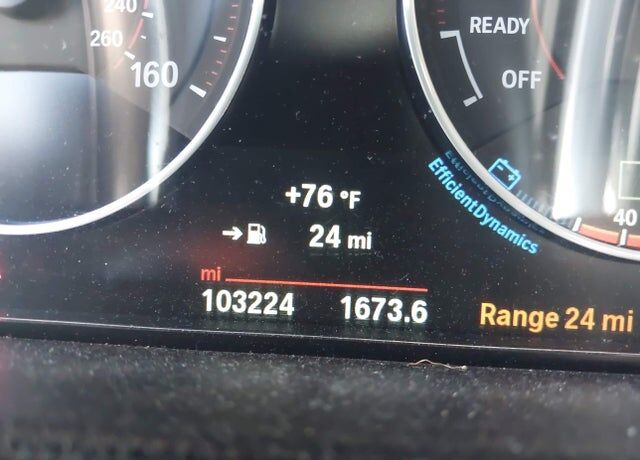 240
260
160
READY
OFF
EfficientDynamics
40
+76 °F
24 mi
mi
103224 1673.6
Range 24 mi